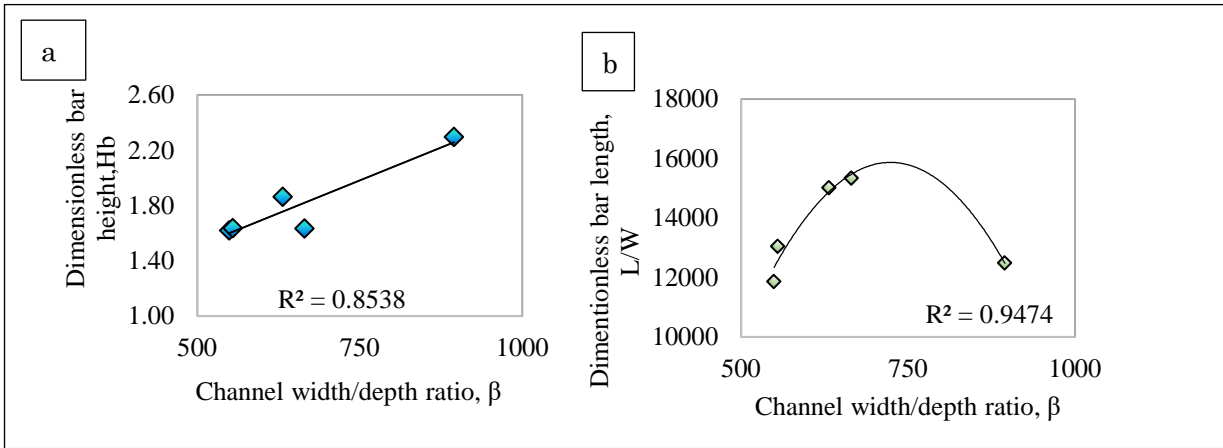 a
Dimensionless bar
height,Hb
2.60
2.20
1.80
1.40
1.00
R² = 0.8538
500
750
1000
Channel width/depth ratio, β
b
Dimentionless bar length,
L/W
18000
16000
14000
12000
10000
R² = 0.9474
500
750
1000
Channel width/depth ratio, β